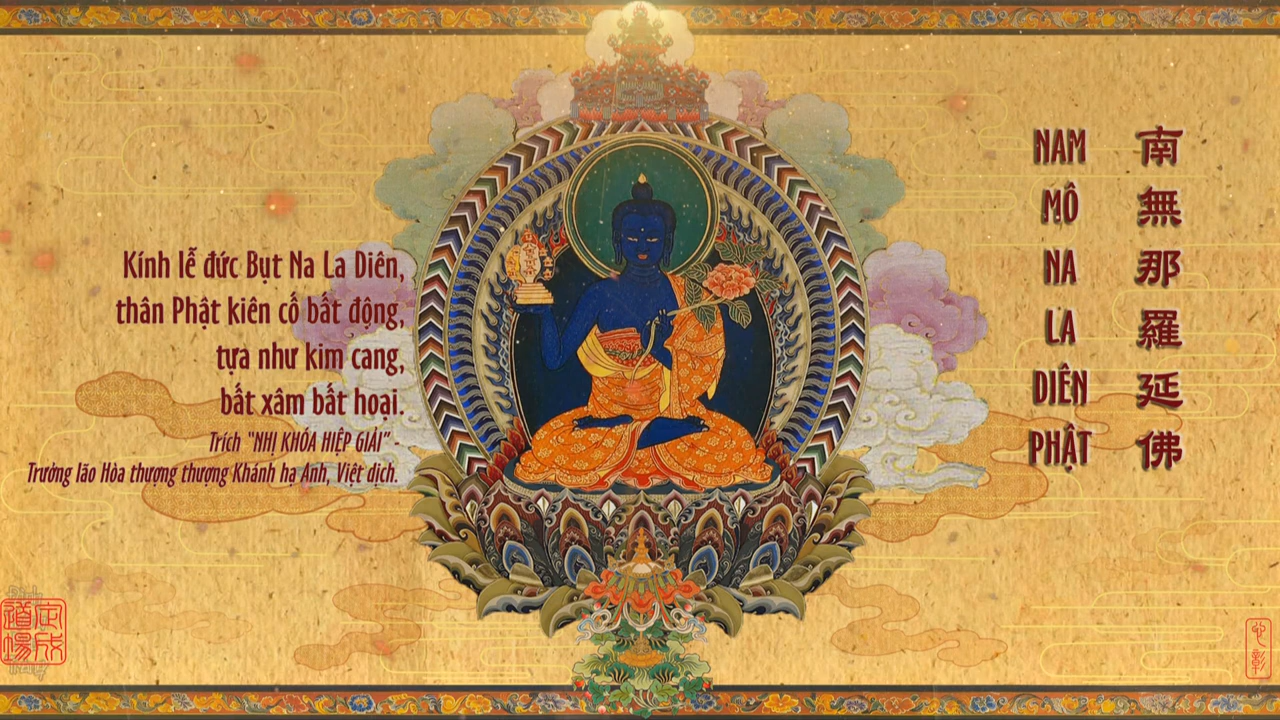 Kính lễ đức Bụt Na La Diên,
thân Phật kiên cố bất động,
tựa như kim cang,
bất xâm bất hoại.
Trích "NHỊ KHÓA HIỆP GIẢI" -
Trưởng lão Hòa thượng thượng Khánh hạ Anh, Việt dịch.
NAM 南
MÔ 無
NA 那
LA 羅
DIÊN 延
PHẬT 佛